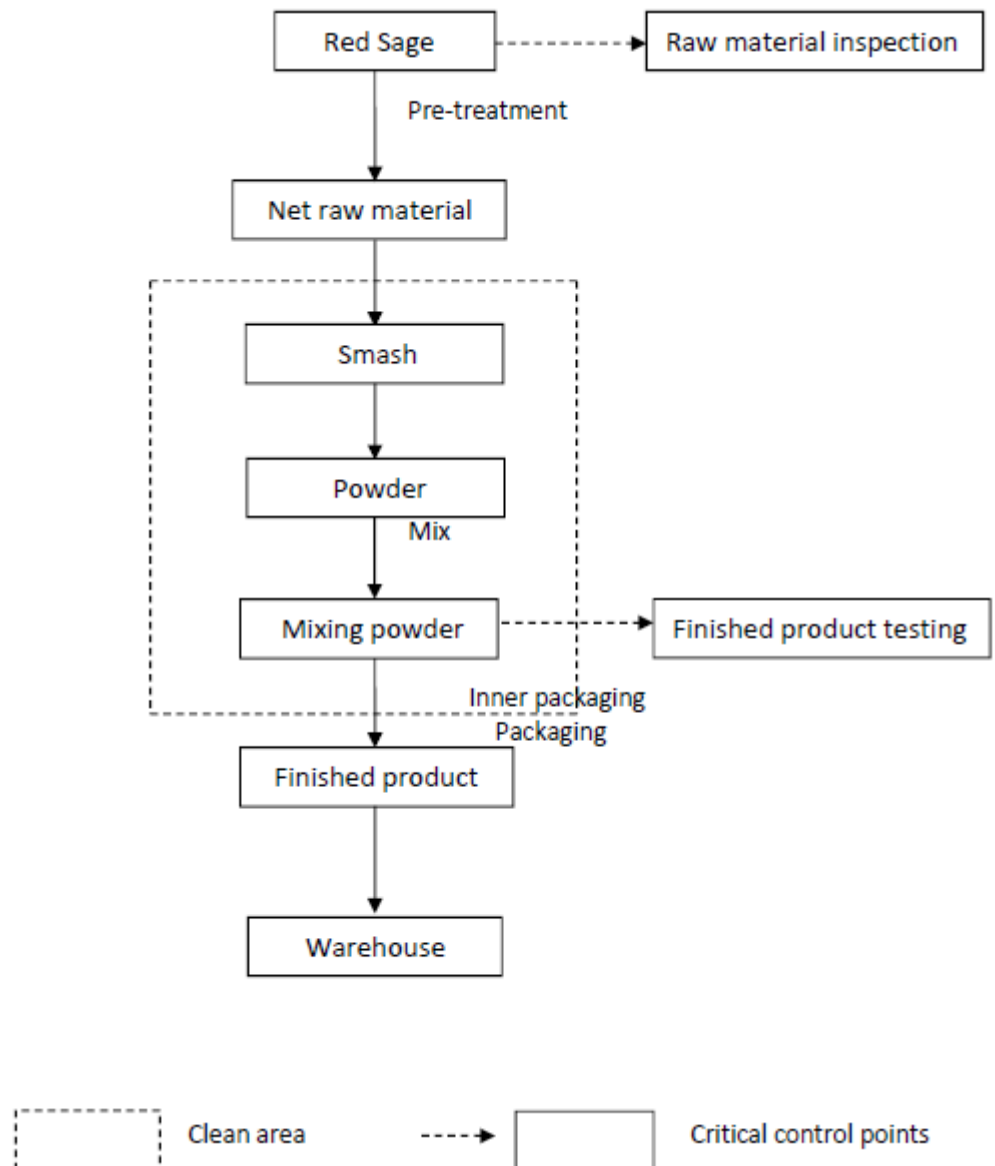 Red Sage
Raw material inspection
Pre-treatment
Net raw material
Smash
Powder
Mix
Mixing powder
Finished product testing
Inner packaging
Packaging
Finished product
Warehouse
Clean area
Critical control points